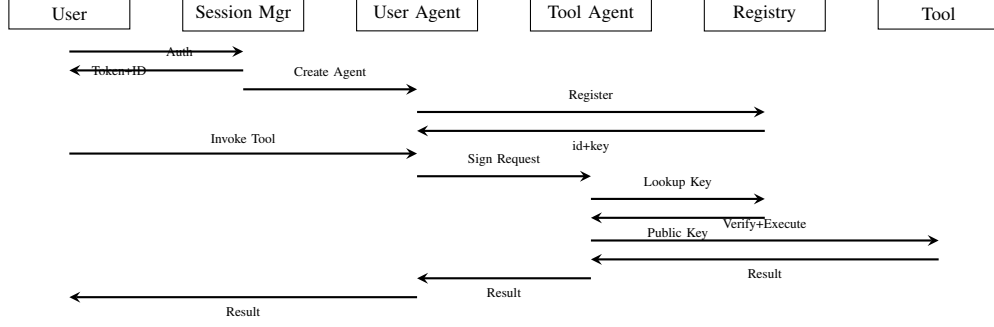 User
Session Mgr
User Agent
Tool Agent
Registry
Tool
Auth
Token+ID
Create Agent
Register
Invoke Tool
id+key
Sign Request
Lookup Key
Verify+Execute
Public Key
Result
Result
Result